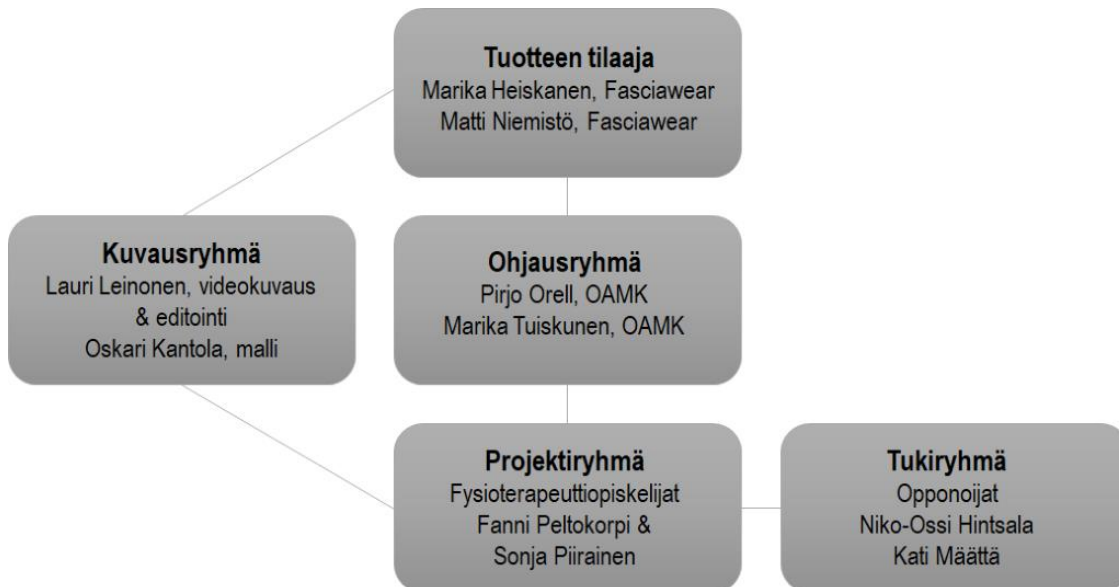 Tuotteen tilaaja
Marika Heiskanen, Fasciawear
Matti Niemistö, Fasciawear
Kuvausryhmä
Lauri Leinonen, videokuvaus
& editointi
Oskari Kantola, malli
Ohjausryhmä
Pirjo Orell, OAMK
Marika Tuiskunen, OAMK
Projektiryhmä
Fysioterapeuttiopiskelijat
Fanni Peltokorpi &
Sonja Piirainen
Tukiryhmä
Opponoijat
Niko-Ossi Hintsala
Kati Määttä